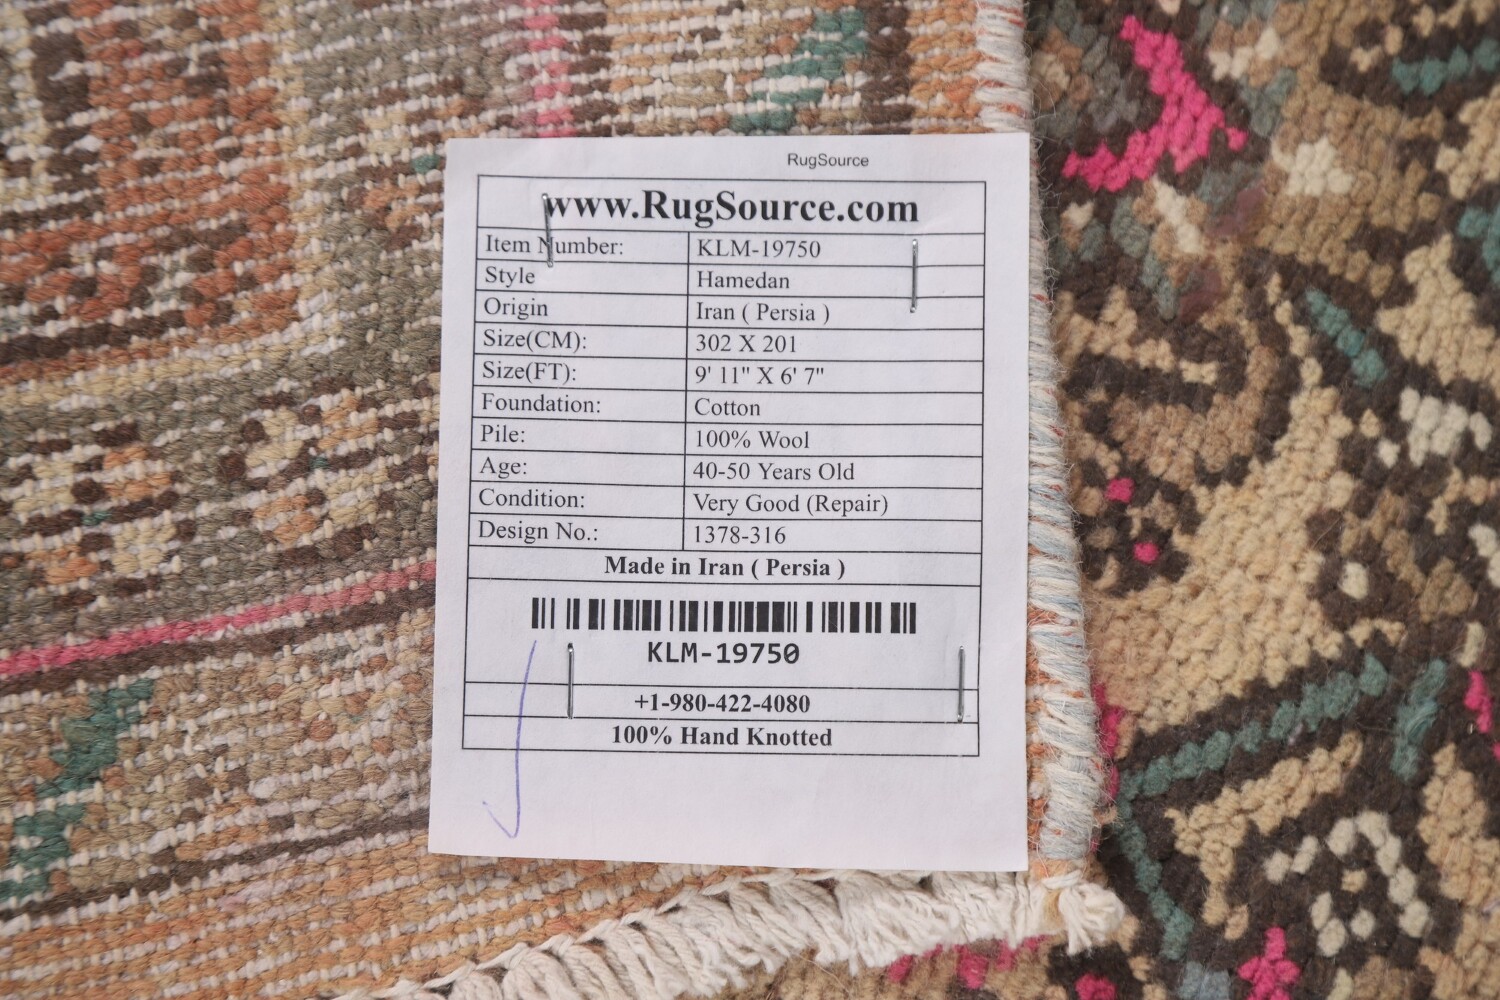 RugSource
www.RugSource.com
Item Number: KLM-19750
Style Hamedan
Origin Iran ( Persia )
Size(CM): 302 X 201
Size(FT): 9' 11" X 6' 7"
Foundation: Cotton
Pile: 100% Wool
Age: 40-50 Years Old
Condition: Very Good (Repair)
Design No.: 1378-316
Made in Iran ( Persia )
KLM-19750
+1-980-422-4080
100% Hand Knotted